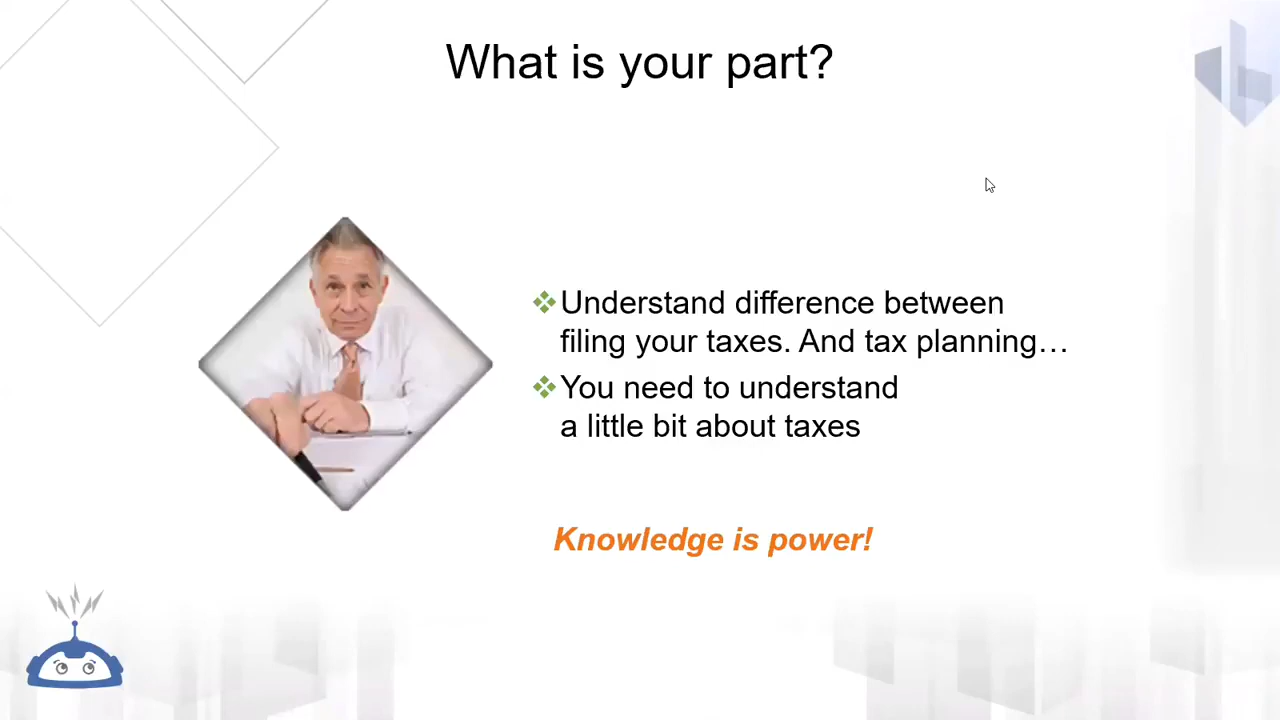 What is your part?
Understand difference between
filing your taxes. And tax planning…
You need to understand
a little bit about taxes
Knowledge is power!